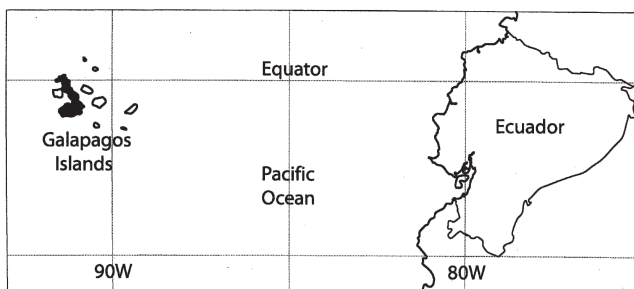 Equator
Ecuador
Galapagos
Islands
Pacific
Ocean
90W
80W